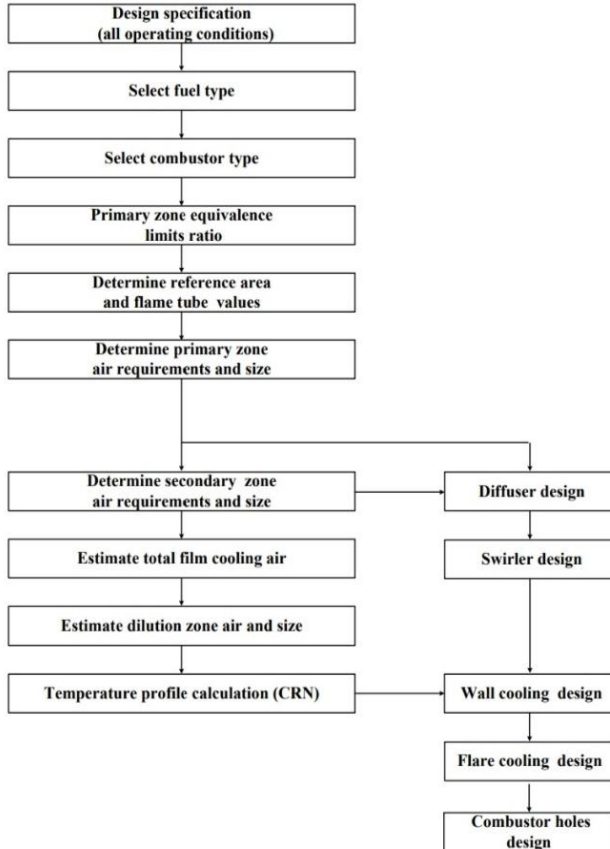 Design specification
(all operating conditions)
Select fuel type
Select combustor type
Primary zone equivalence
limits ratio
Determine reference area
and flame tube values
Determine primary zone
air requirements and size
Determine secondary zone
air requirements and size
Diffuser design
Estimate total film cooling air
Swirler design
Estimate dilution zone air and size
Temperature profile calculation (CRN)
Wall cooling design
Flare cooling design
Combustor holes
design